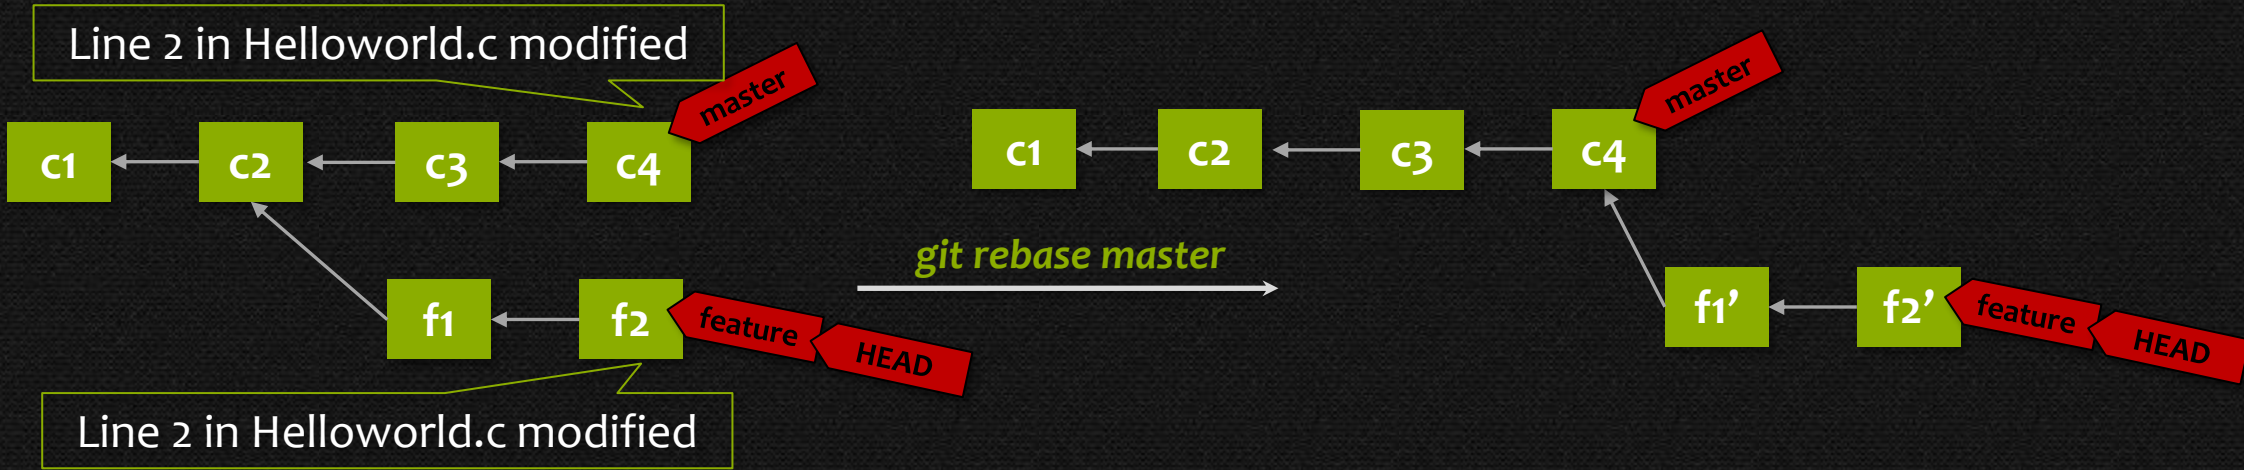 Line 2 in Helloworld.c modified
master
c1
c2
c3
c4
f1
f2
feature
HEAD
Line 2 in Helloworld.c modified
git rebase master
master
c1
c2
c3
c4
f1’
f2’
feature
HEAD